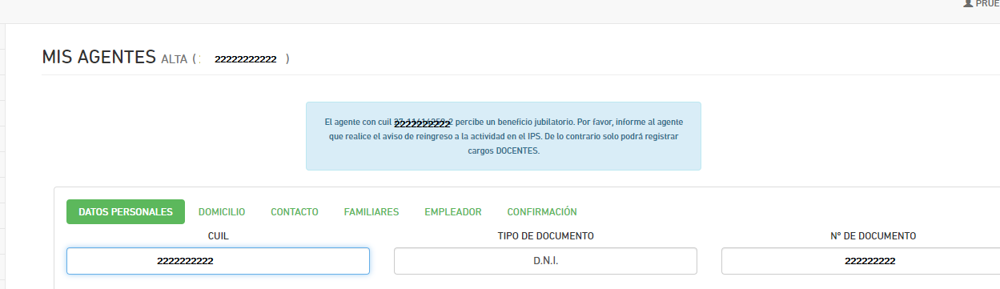 PRUE
MIS AGENTES ALTA ( 22222222222 )
El agente con cuil 2222222222 percibe un beneficio jubilatorio. Por favor, informe al agente
que realice el aviso de reingreso a la actividad en el IPS. De lo contrario solo podrá registrar
cargos DOCENTES.
DATOS PERSONALES DOMICILIO CONTACTO FAMILIARES EMPLEADOR CONFIRMACIÓN
CUIL TIPO DE DOCUMENTO Nº DE DOCUMENTO
2222222222 D.N.I. 222222222